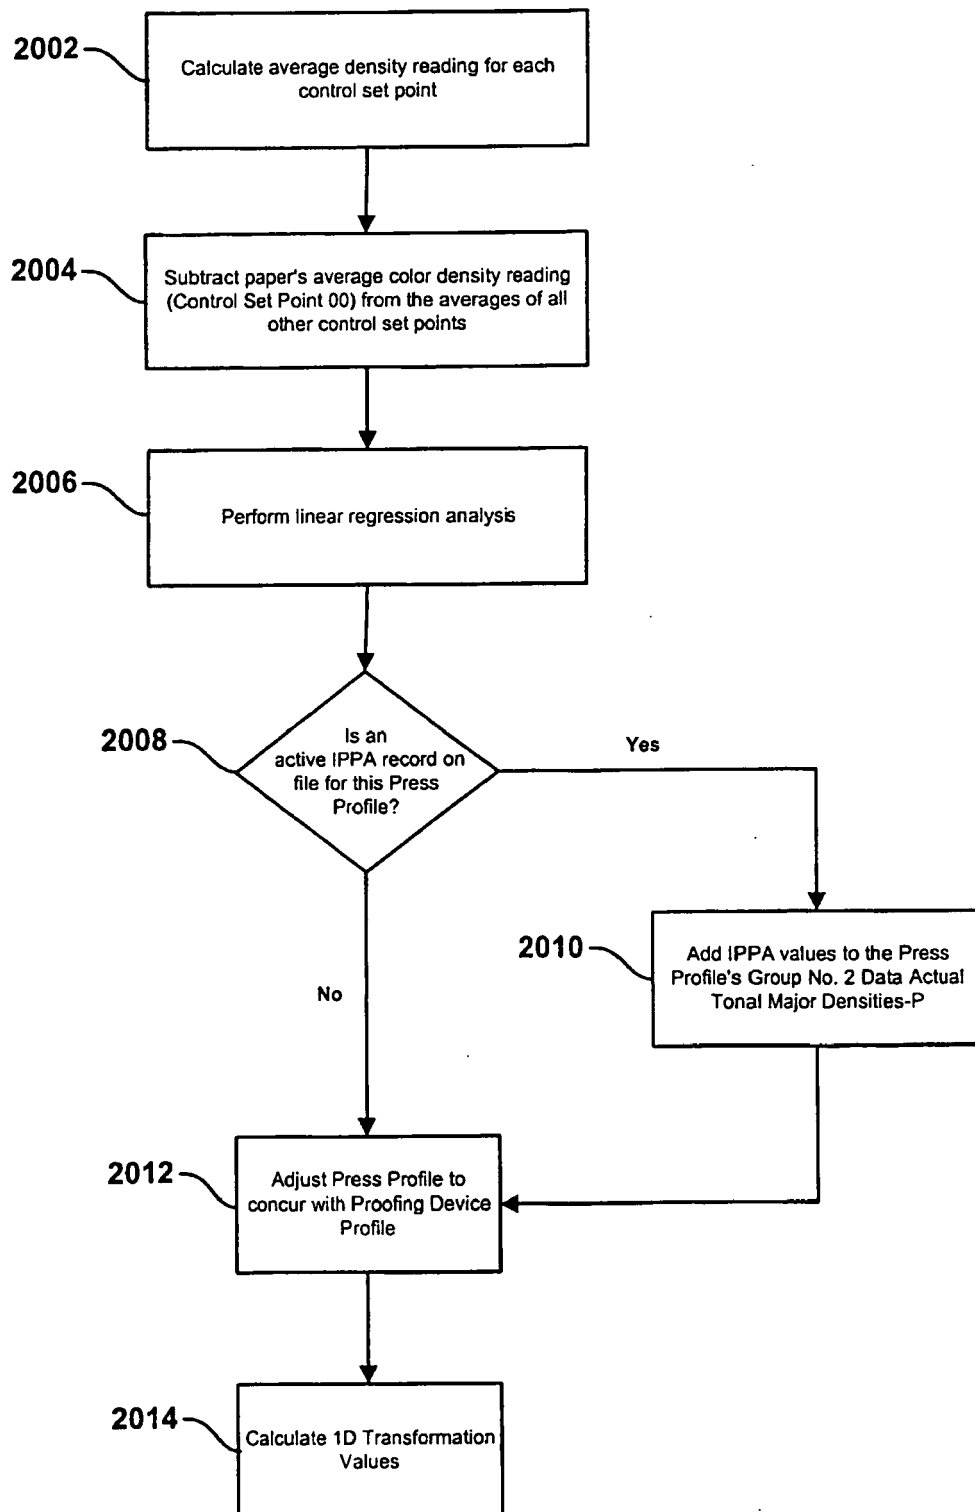 2002
Calculate average density reading for each
control set point
2004
Subtract paper's average color density reading
(Control Set Point 00) from the averages of all
other control set points
2006
Perform linear regression analysis
2008
Is an
active IPPA record on
file for this Press
Profile?
Yes
No
2010
Add IPPA values to the Press
Profile's Group No. 2 Data Actual
Tonal Major Densities-P
2012
Adjust Press Profile to
concur with Proofing Device
Profile
2014
Calculate 1D Transformation
Values